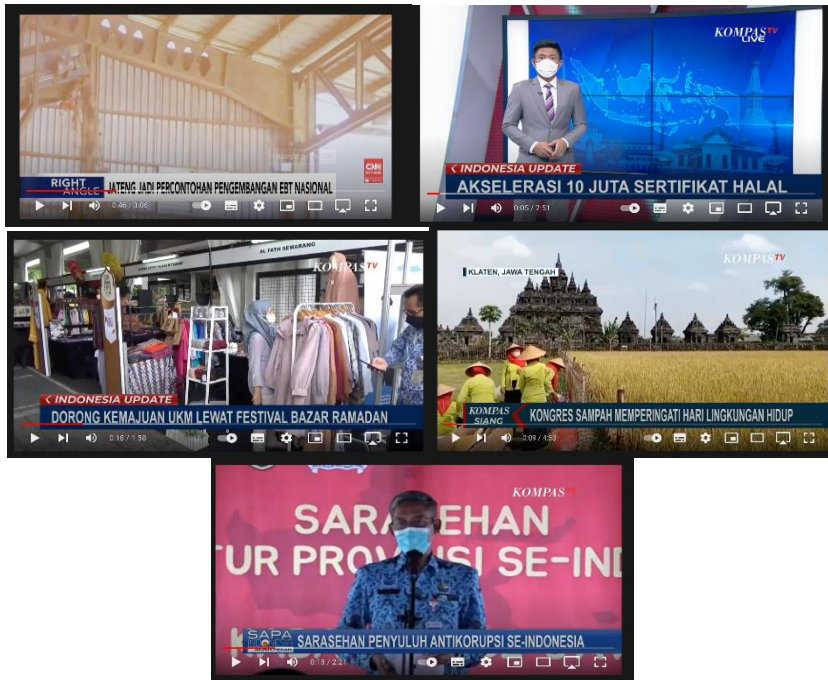 CNN
RIGHT
ANGLE
JATENG JADI PERCONTOHAN PENGEMBANGAN EBT NASIONAL
0:46 / 3:06
KOMPAS TV
LIVE
INDONESIA UPDATE
AKSELERASI 10 JUTA SERTIFIKAT HALAL
0:05 / 2:51
AL FATH SEMARANG
KOMPAS TV
INDONESIA UPDATE
DORONG KEMAJUAN UKM LEWAT FESTIVAL BAZAR RAMADAN
0:18 / 1:58
KOMPAS TV
KLATEN, JAWA TENGAH
KOMPAS
SIANG
KONGRES SAMPAH MEMPERINGATI HARI LINGKUNGAN HIDUP
0:09 / 4:53
KOMPAS TV
SARASEHAN
TUR PROVINSI SE-IND
SAPA
SARASEHAN PENYULUH ANTIKORUPSI SE-INDONESIA
0:13 / 2:21